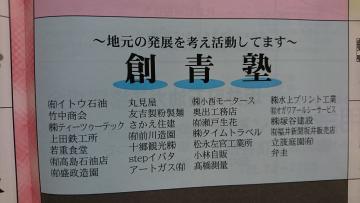 ～地元の発展を考え活動してます～
創青塾
㈲イトウ石油
竹中商会
㈱ティーツゥーテック
上田鉄工所
若重食堂
㈲髙島石油店
㈲盛政造園
丸見屋
友吉製粉製麺
さかえ住建
㈲前川造園
十郷観光㈱
stepイバタ
アートガス㈲
㈱小西モータース
奥出工務店
㈲瀬戸生花
㈱タイムトラベル
松永左官工業所
小林自販
髙橋測量
㈱水上プリント工業
㈲オガワアールシーサービス
㈱塚谷建設
㈲福井新聞坂井販売店
立旗庭園㈲
弁圭